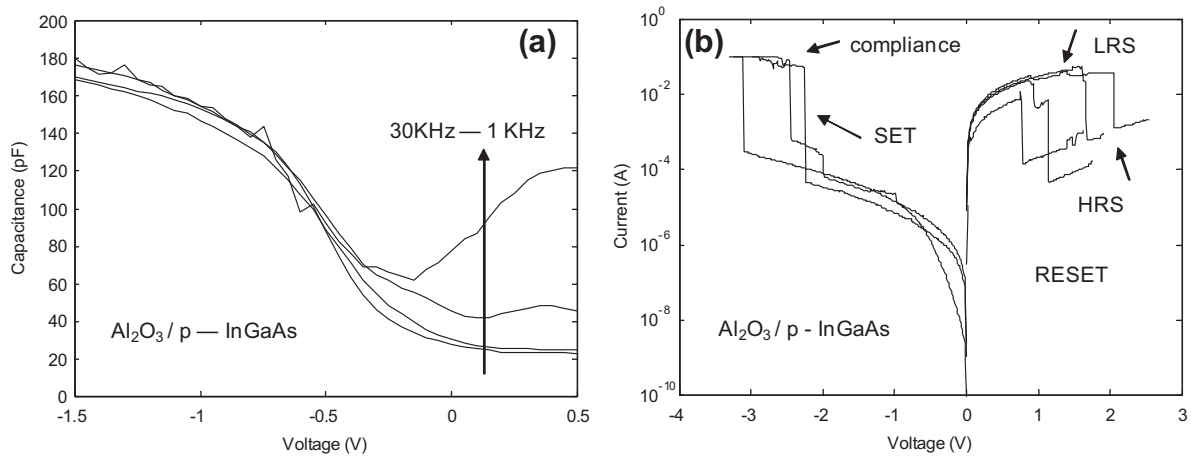 (a)
200
180
160
140
120
100
80
60
40
20
0
Capacitance (pF)
30KHz — 1 KHz
Al₂O₃ / p — InGaAs
-1.5
-1
-0.5
0
0.5
Voltage (V)
(b)
10⁰
10⁻²
10⁻⁴
10⁻⁶
10⁻⁸
10⁻¹⁰
Current (A)
compliance
LRS
SET
HRS
RESET
Al₂O₃ / p - InGaAs
-4
-3
-2
-1
0
1
2
3
Voltage (V)